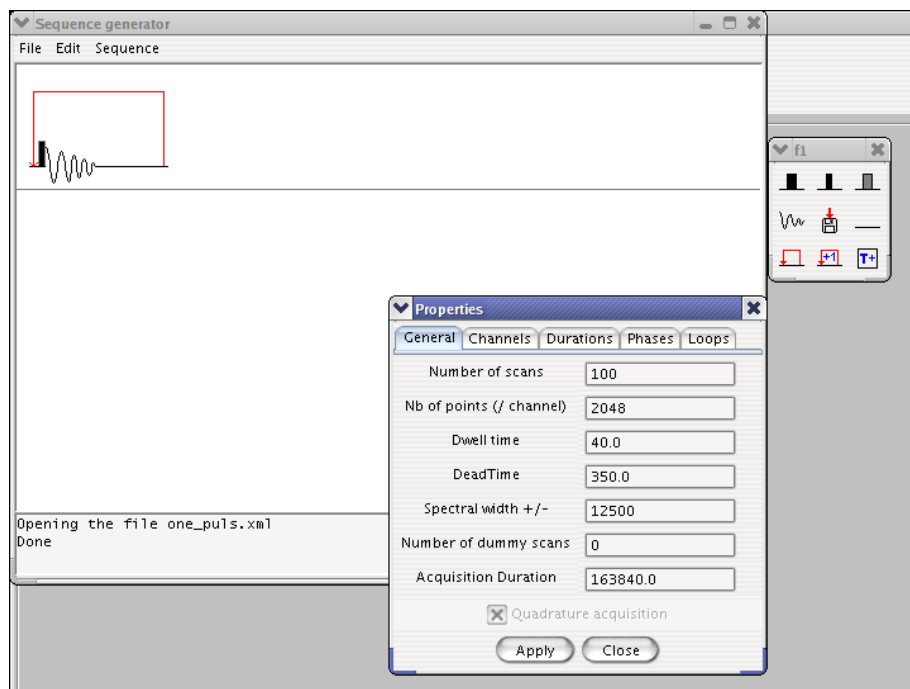 Sequence generator
File Edit Sequence
f1
+1 T+
Properties
General Channels Durations Phases Loops
Number of scans 100
Nb of points (/ channel) 2048
Dwell time 40.0
DeadTime 350.0
Spectral width +/- 12500
Number of dummy scans 0
Acquisition Duration 163840.0
Quadrature acquisition
Apply Close
Opening the file one_puls.xml
Done